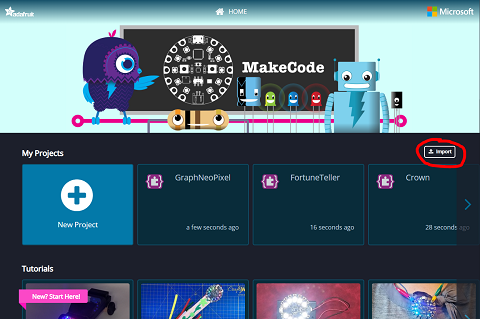 adafruit
HOME
Microsoft
MakeCode
My Projects
Import
New Project
GraphNeoPixel
a few seconds ago
FortuneTeller
16 seconds ago
Crown
28 seconds ago
Tutorials
New? Start Here!